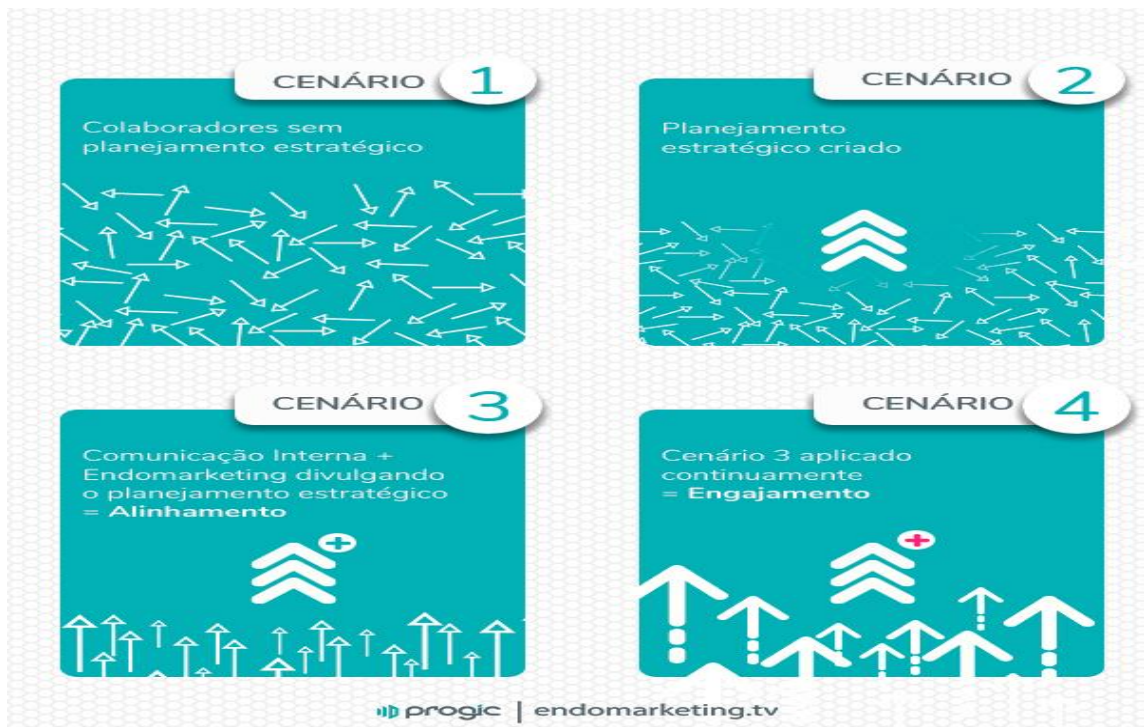 CENÁRIO 1
Colaboradores sem
planejamento estratégico
CENÁRIO 2
Planejamento
estratégico criado
CENÁRIO 3
Comunicação Interna +
Endomarketing divulgando
o planejamento estratégico
= Alinhamento
CENÁRIO 4
Cenário 3 aplicado
continuamente
= Engajamento
progic | endomarketing.tv